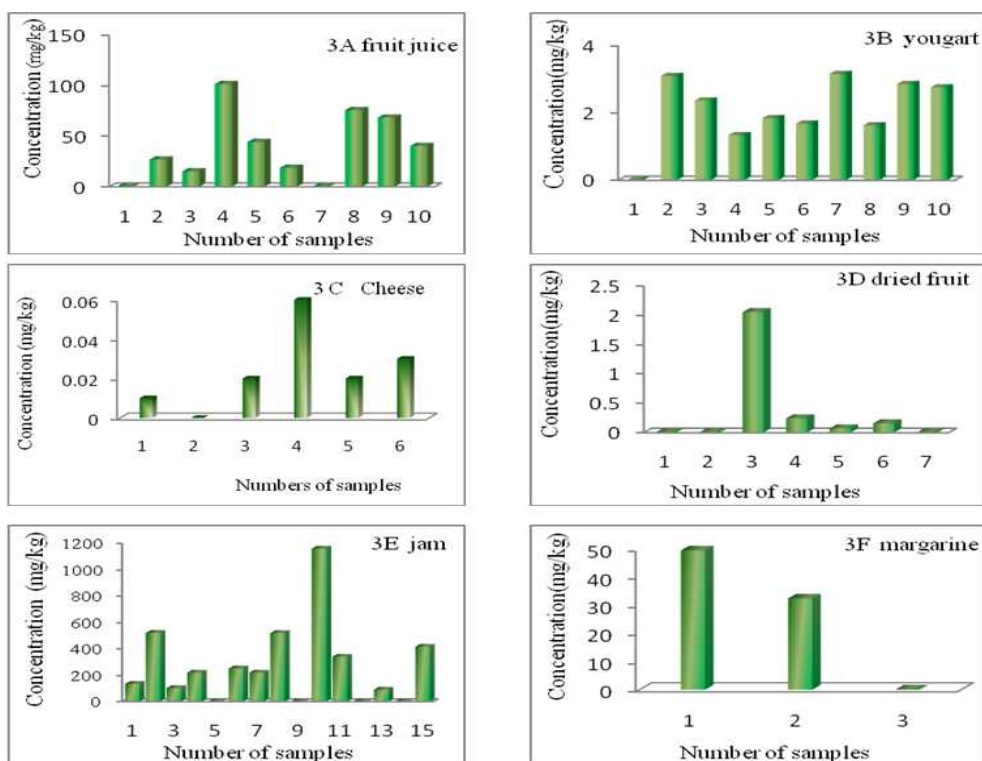 3A fruit juice
Concentration (mg/kg)
150
100
50
0
1 2 3 4 5 6 7 8 9 10
Number of samples
3B yougart
Concentration(mg/kg)
4
2
0
1 2 3 4 5 6 7 8 9 10
Number of samples
3 C Cheese
Concentration (mg/kg)
0.06
0.04
0.02
0
1 2 3 4 5 6
Numbers of samples
3D dried fruit
Concentration(mg/kg)
2.5
2
1.5
1
0.5
0
1 2 3 4 5 6 7
Number of samples
3E jam
Concentration (mg/kg)
1200
1000
800
600
400
200
0
1 3 5 7 9 11 13 15
Number of samples
3F margarine
Concentration(mg/kg)
50
40
30
20
10
0
1 2 3
Number of samples